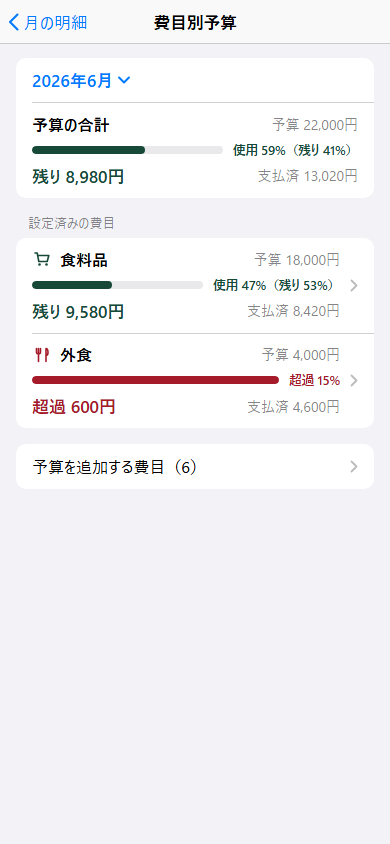 月の明細
費目別予算
2026年6月
予算の合計 予算 22,000円
使用 59%（残り 41%）
残り 8,980円 支払済 13,020円
設定済みの費目
食料品 予算 18,000円
使用 47%（残り 53%）
残り 9,580円 支払済 8,420円
外食 予算 4,000円
超過 15%
超過 600円 支払済 4,600円
予算を追加する費目（6）